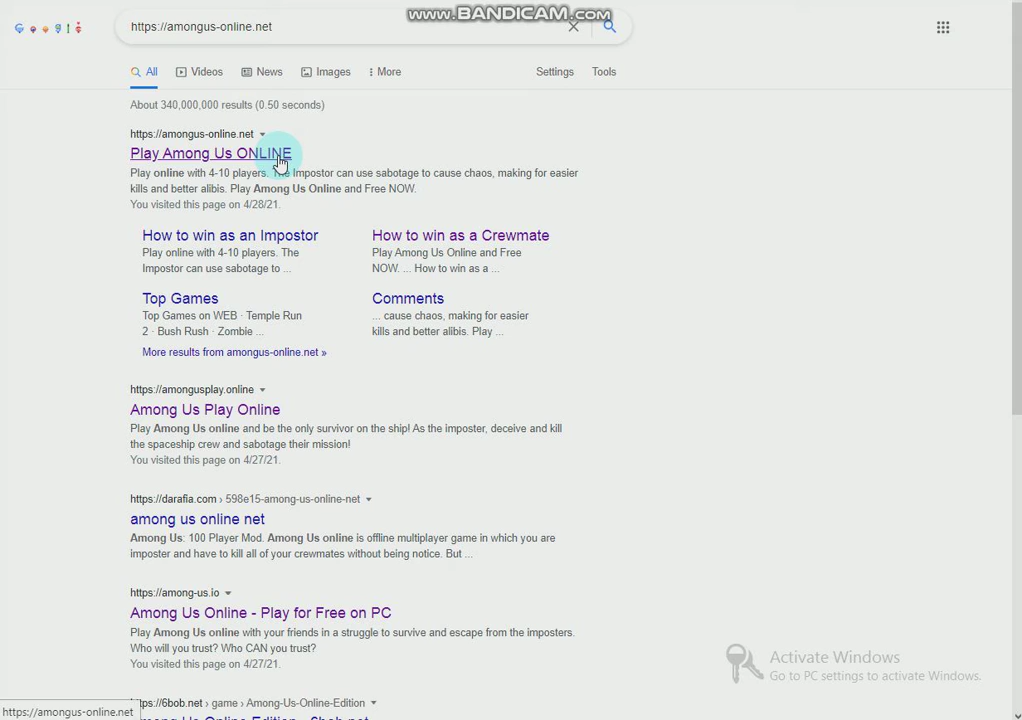 www.BANDICAM.com
Google
https://amongus-online.net
All
Videos
News
Images
More
Settings
Tools
About 340,000,000 results (0.50 seconds)
https://amongus-online.net
Play Among Us ONLINE
Play online with 4-10 players. The Impostor can use sabotage to cause chaos, making for easier
kills and better alibis. Play Among Us Online and Free NOW.
You visited this page on 4/28/21.
How to win as an Impostor
Play online with 4-10 players. The
Impostor can use sabotage to ...
How to win as a Crewmate
Play Among Us Online and Free
NOW. ... How to win as a ...
Top Games
Top Games on WEB · Temple Run
2 · Bush Rush · Zombie ...
Comments
... cause chaos, making for easier
kills and better alibis. Play ...
More results from amongus-online.net »
https://amongusplay.online
Among Us Play Online
Play Among Us online and be the only survivor on the ship! As the imposter, deceive and kill
the spaceship crew and sabotage their mission!
You visited this page on 4/27/21.
https://darafia.com › 598e15-among-us-online-net
among us online net
Among Us: 100 Player Mod. Among Us online is offline multiplayer game in which you are
imposter and have to kill all of your crewmates without being notice. But ...
https://among-us.io
Among Us Online - Play for Free on PC
Play Among Us online with your friends in a struggle to survive and escape from the imposters.
Who will you trust? Who CAN you trust?
You visited this page on 4/27/21.
Activate Windows
Go to PC settings to activate Windows.
https://6bob.net › game › Among-Us-Online-Edition
https://amongus-online.net
Among Us Online Edition - 6bob.net